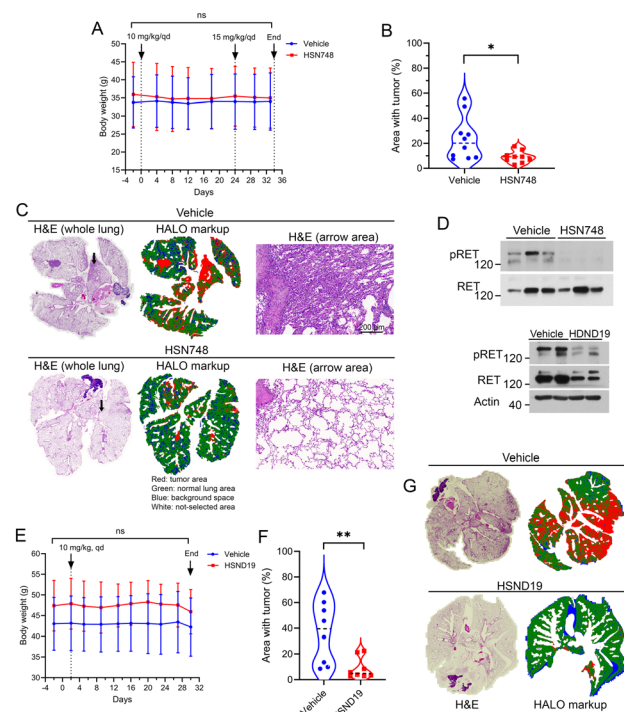 A
10 mg/kg/qd
ns
15 mg/kg/qd
End
Vehicle
HSN748
Body weight (g)
50
45
40
35
30
25
20
15
-4 0 4 8 12 16 20 24 28 32 36
Days
B
*
Area with tumor (%)
80
60
40
20
0
Vehicle
HSN748
C
Vehicle
H&E (whole lung)
HALO markup
H&E (arrow area)
200 μm
HSN748
H&E (whole lung)
HALO markup
H&E (arrow area)
Red: tumor area
Green: normal lung area
Blue: background space
White: not-selected area
D
Vehicle HSN748
pRET
120
RET
120
Vehicle HDND19
pRET
120
RET
120
Actin
40
E
ns
10 mg/kg, qd
End
Vehicle
HSND19
Body weight (g)
60
55
50
45
40
35
30
-4 0 4 8 12 16 20 24 28 32
Days
F
**
Area with tumor (%)
100
80
60
40
20
0
Vehicle
HSND19
G
Vehicle
HSND19
H&E
HALO markup